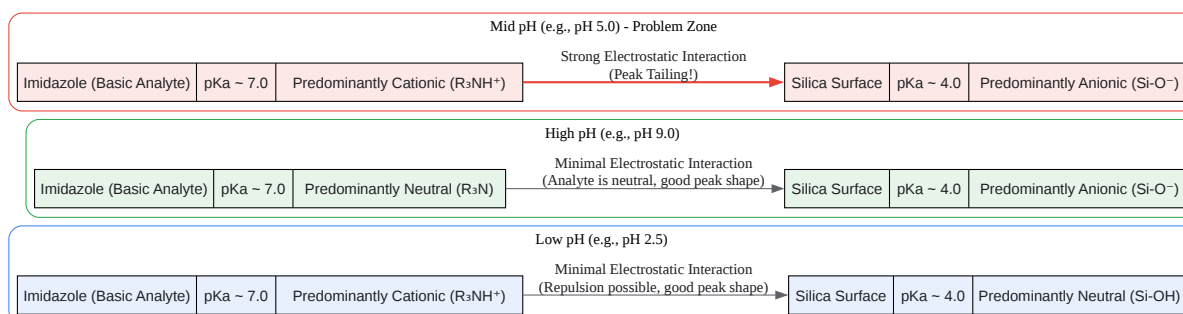 Mid pH (e.g., pH 5.0) - Problem Zone
Imidazole (Basic Analyte) pKa ~ 7.0 Predominantly Cationic (R₃NH⁺)
Strong Electrostatic Interaction
(Peak Tailing!)
Silica Surface pKa ~ 4.0 Predominantly Anionic (Si-O⁻)
High pH (e.g., pH 9.0)
Imidazole (Basic Analyte) pKa ~ 7.0 Predominantly Neutral (R₃N)
Minimal Electrostatic Interaction
(Analyte is neutral, good peak shape)
Silica Surface pKa ~ 4.0 Predominantly Anionic (Si-O⁻)
Low pH (e.g., pH 2.5)
Imidazole (Basic Analyte) pKa ~ 7.0 Predominantly Cationic (R₃NH⁺)
Minimal Electrostatic Interaction
(Repulsion possible, good peak shape)
Silica Surface pKa ~ 4.0 Predominantly Neutral (Si-OH)